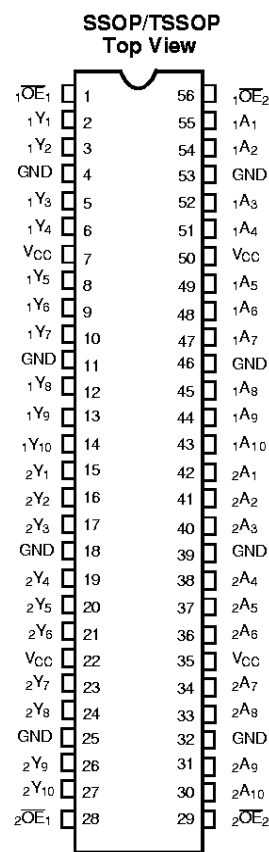 SSOP/TSSOP
Top View
1OE1 1 56 1OE2
1Y1 2 55 1A1
1Y2 3 54 1A2
GND 4 53 GND
1Y3 5 52 1A3
1Y4 6 51 1A4
VCC 7 50 VCC
1Y5 8 49 1A5
1Y6 9 48 1A6
1Y7 10 47 1A7
GND 11 46 GND
1Y8 12 45 1A8
1Y9 13 44 1A9
1Y10 14 43 1A10
2Y1 15 42 2A1
2Y2 16 41 2A2
2Y3 17 40 2A3
GND 18 39 GND
2Y4 19 38 2A4
2Y5 20 37 2A5
2Y6 21 36 2A6
VCC 22 35 VCC
2Y7 23 34 2A7
2Y8 24 33 2A8
GND 25 32 GND
2Y9 26 31 2A9
2Y10 27 30 2A10
2OE1 28 29 2OE2